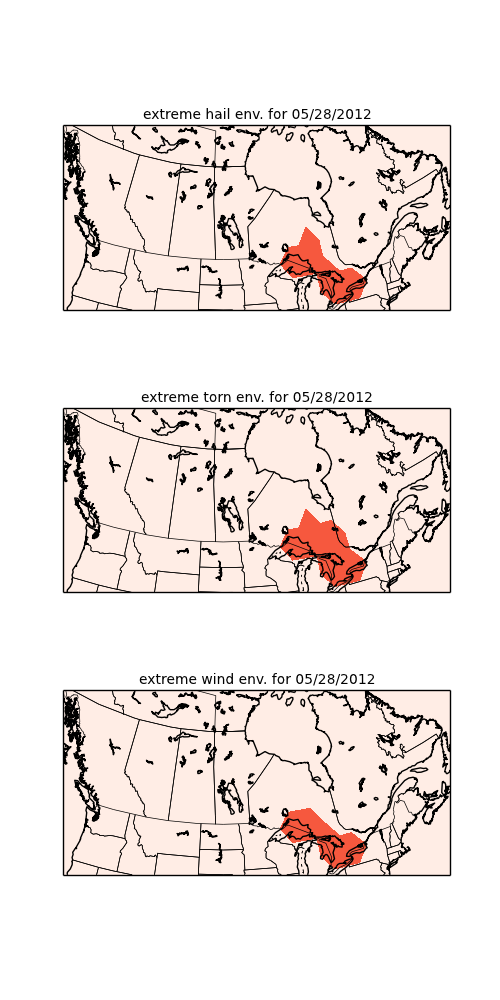 extreme hail env. for 05/28/2012
extreme torn env. for 05/28/2012
extreme wind env. for 05/28/2012